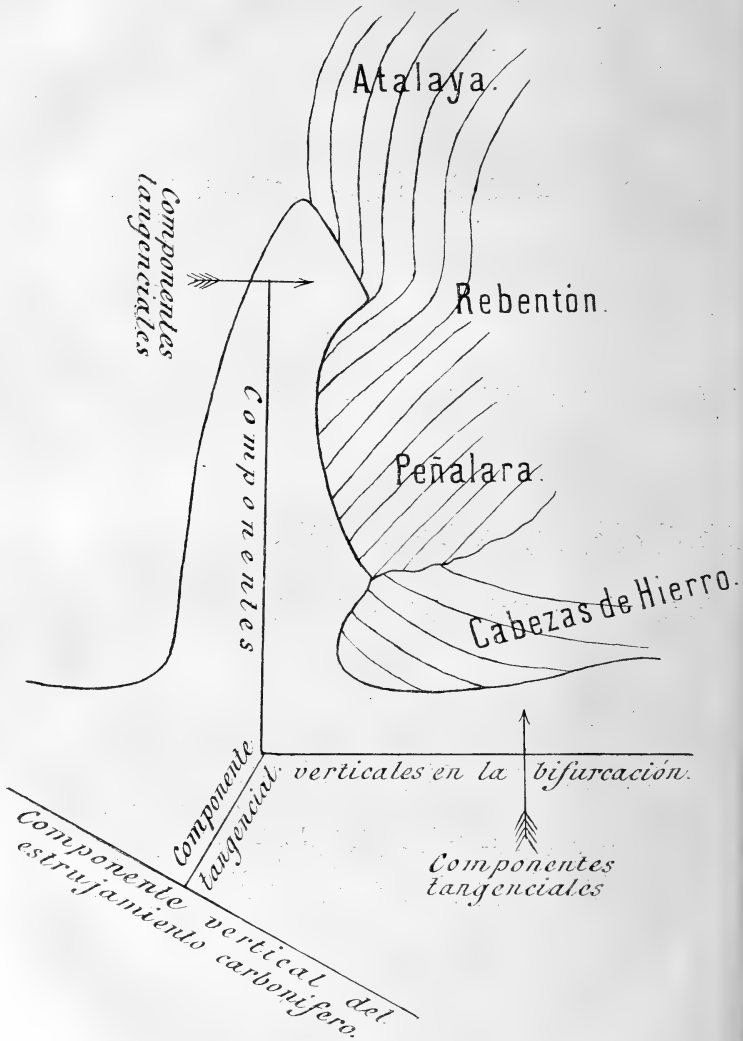 Atalaya.
Componentes
tangenciales
Rebentón.
Componentes
Peñalara.
Cabezas de Hierro.
Componente
tangencial.
verticales en la bifurcación.
Componentes
tangenciales
Componente vertical del
estrujamiento carbonífero.